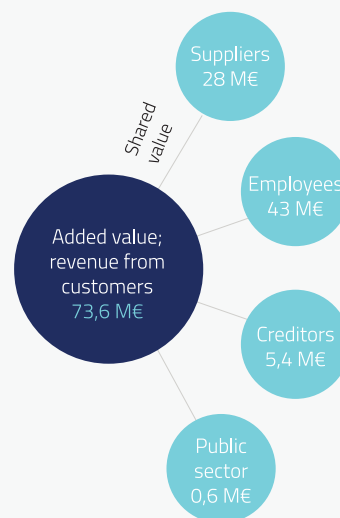 Suppliers
28 M€
Shared
value
Employees
43 M€
Added value;
revenue from
customers
73,6 M€
Creditors
5,4 M€
Public
sector
0,6 M€